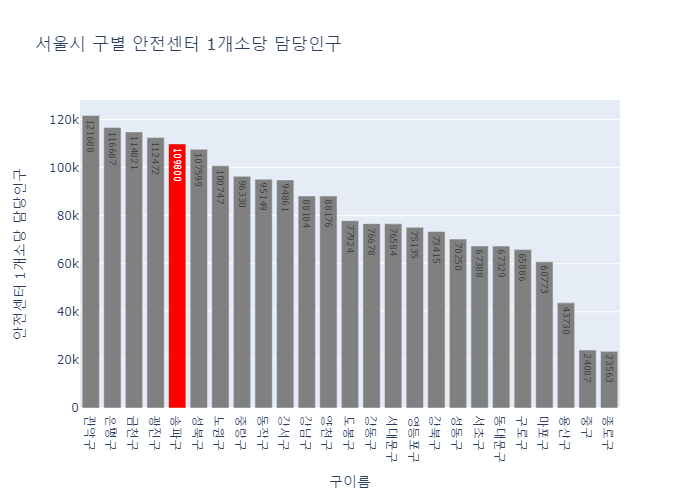 서울시 구별 안전센터 1개소당 담당인구
안전센터 1개소당 담당인구
120k
100k
80k
60k
40k
20k
0
121688
116687
114821
112472
109800
107599
100747
96330
95149
94861
88184
88176
77924
76678
76584
75135
73415
70250
67388
67329
65886
60773
43730
24087
23563
관악구
은평구
금천구
광진구
송파구
성북구
노원구
중랑구
동작구
강서구
강남구
양천구
도봉구
강동구
서대문구
영등포구
강북구
성동구
서초구
동대문구
구로구
마포구
용산구
중구
종로구
구이름